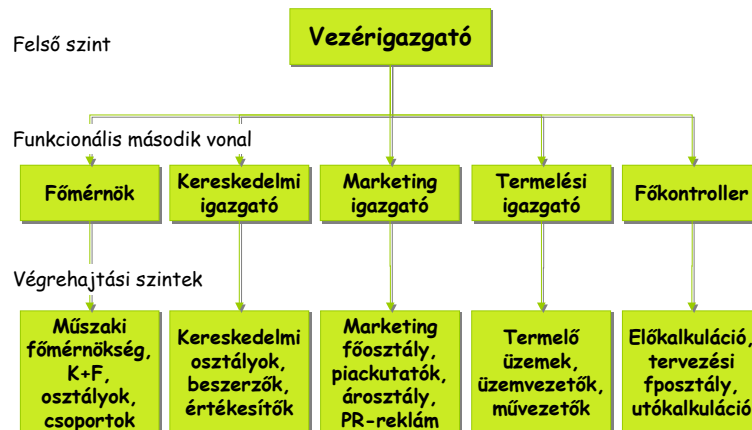 Felső szint
Vezérigazgató
Funkcionális második vonal
Főmérnök
Kereskedelmi
igazgató
Marketing
igazgató
Termelési
igazgató
Főkontroller
Végrehajtási szintek
Műszaki
főmérnökség,
K+F,
osztályok,
csoportok
Kereskedelmi
osztályok,
beszerzők,
értékesítők
Marketing
főosztály,
piackutatók,
árosztály,
PR-reklám
Termelő
üzemek,
üzemvezetők,
művezetők
Előkalkuláció,
tervezési
fposztály,
utókalkuláció